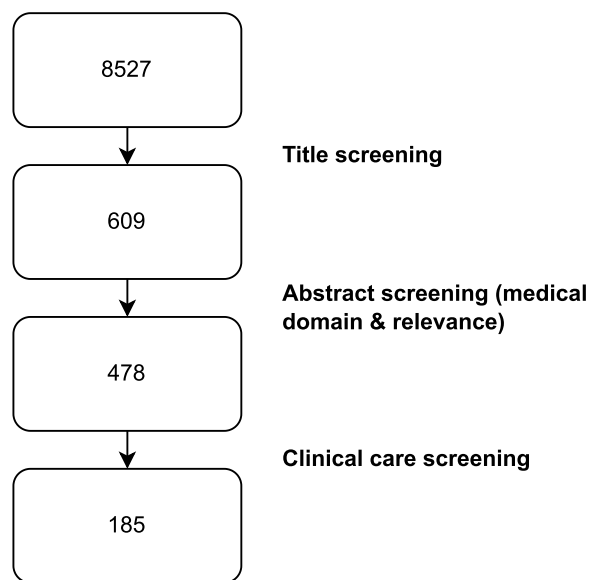 8527
Title screening
609
Abstract screening (medical
domain & relevance)
478
Clinical care screening
185